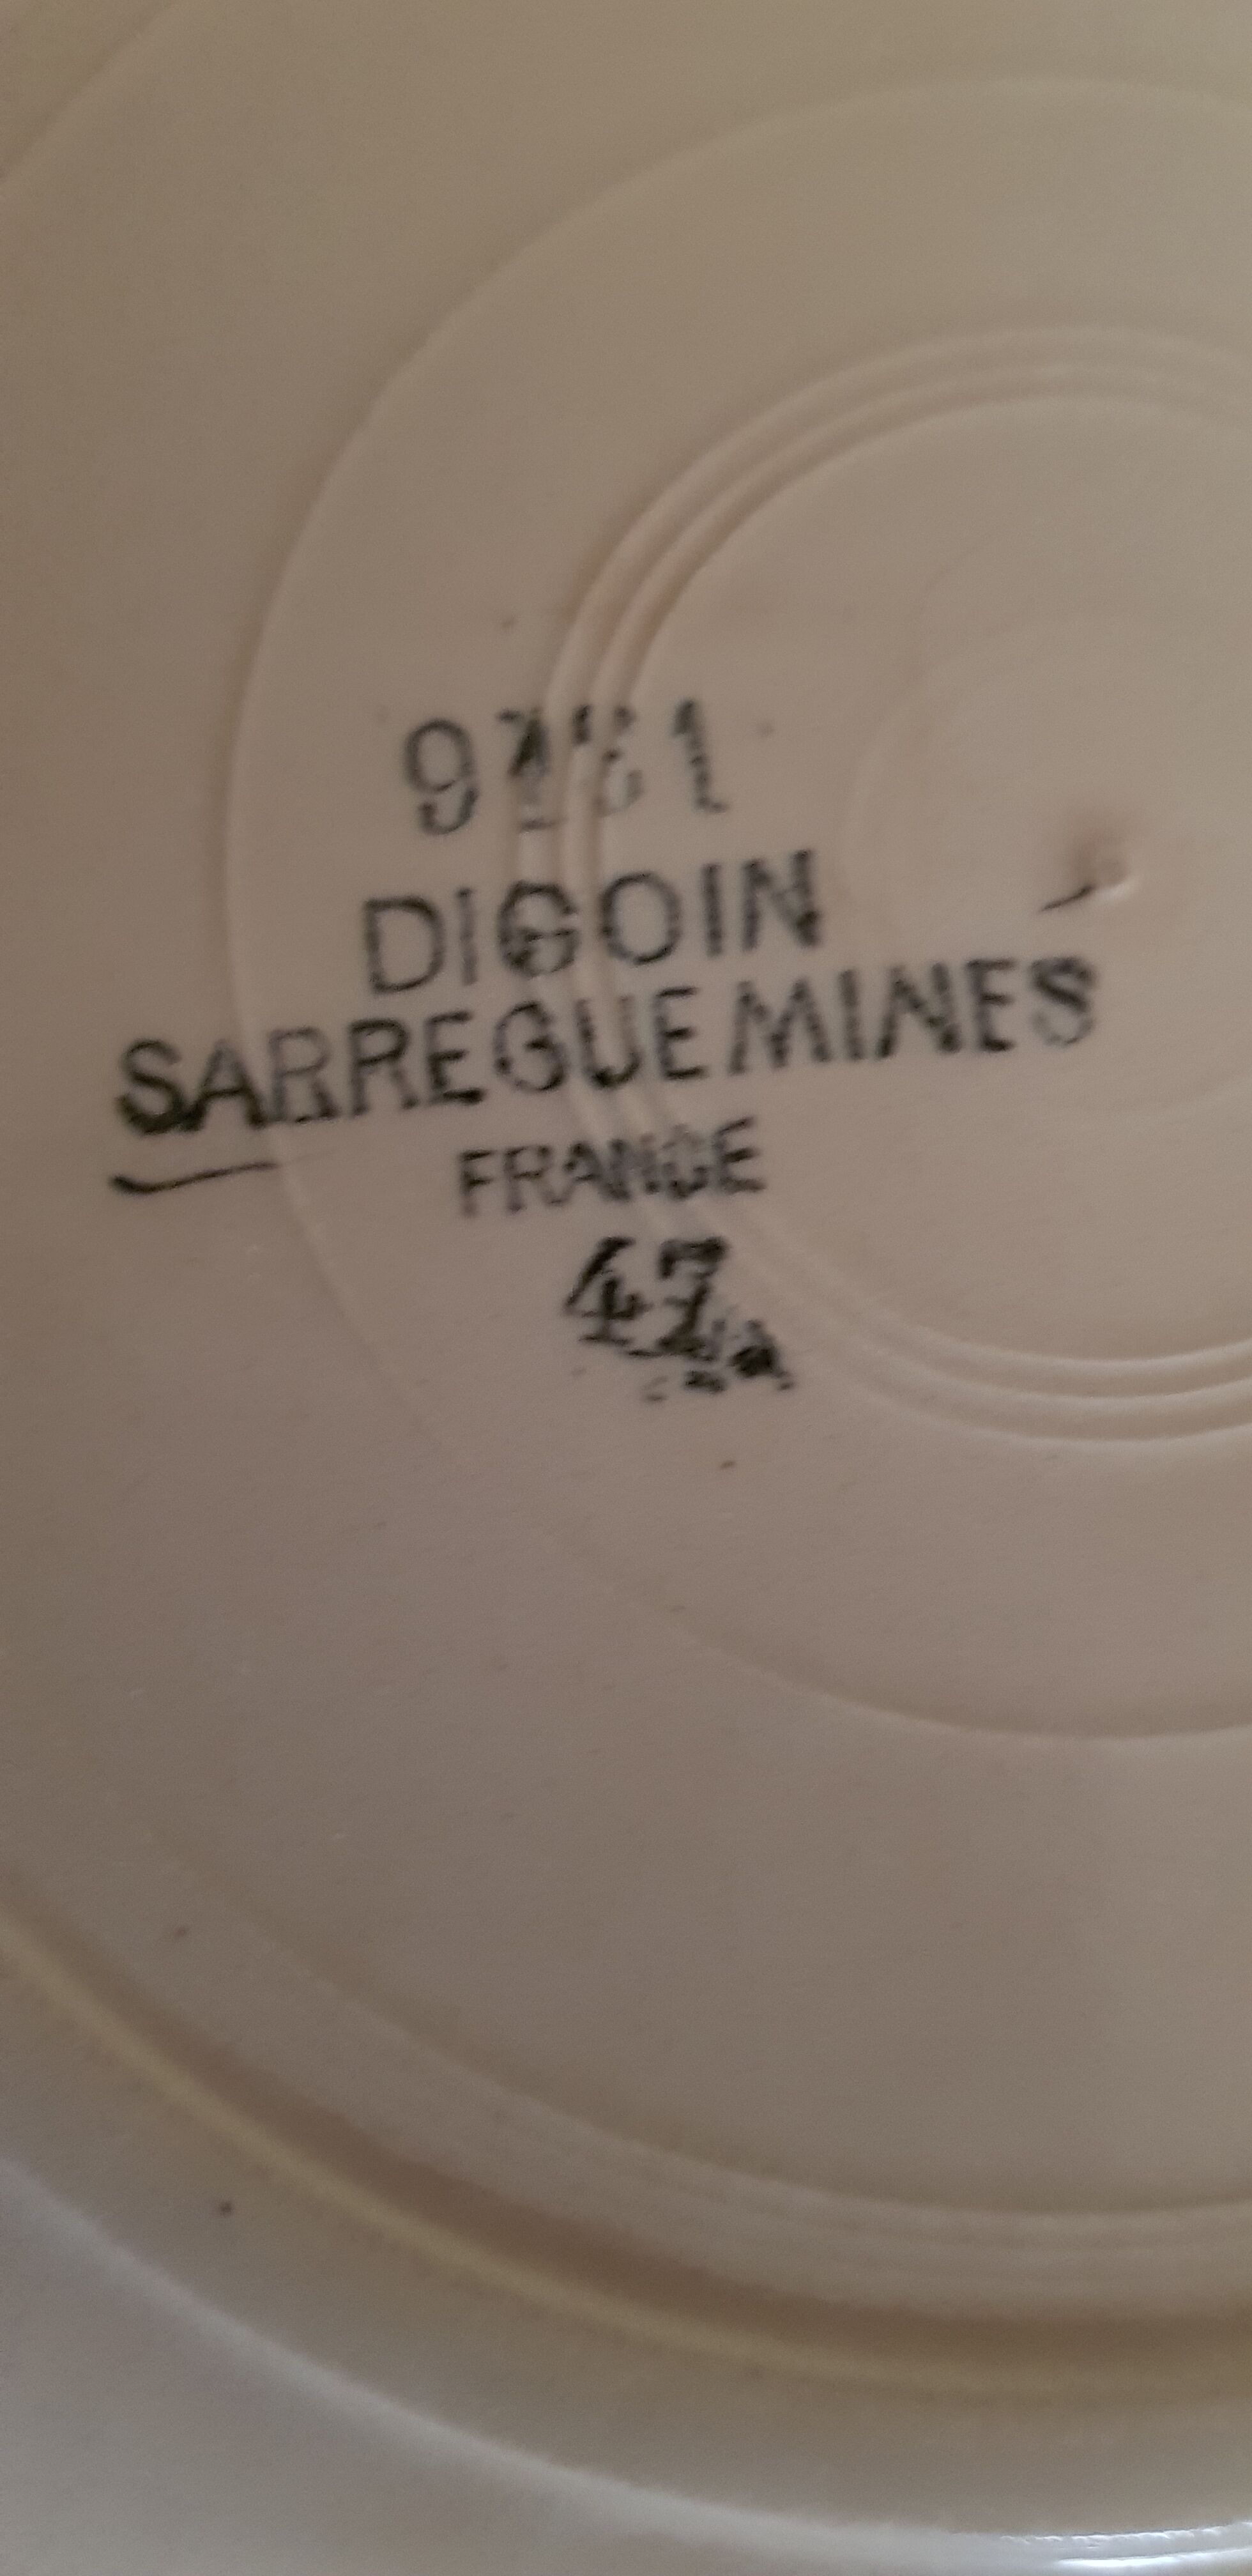 DIGOIN
SARREGUEMINES
FRANCE
47